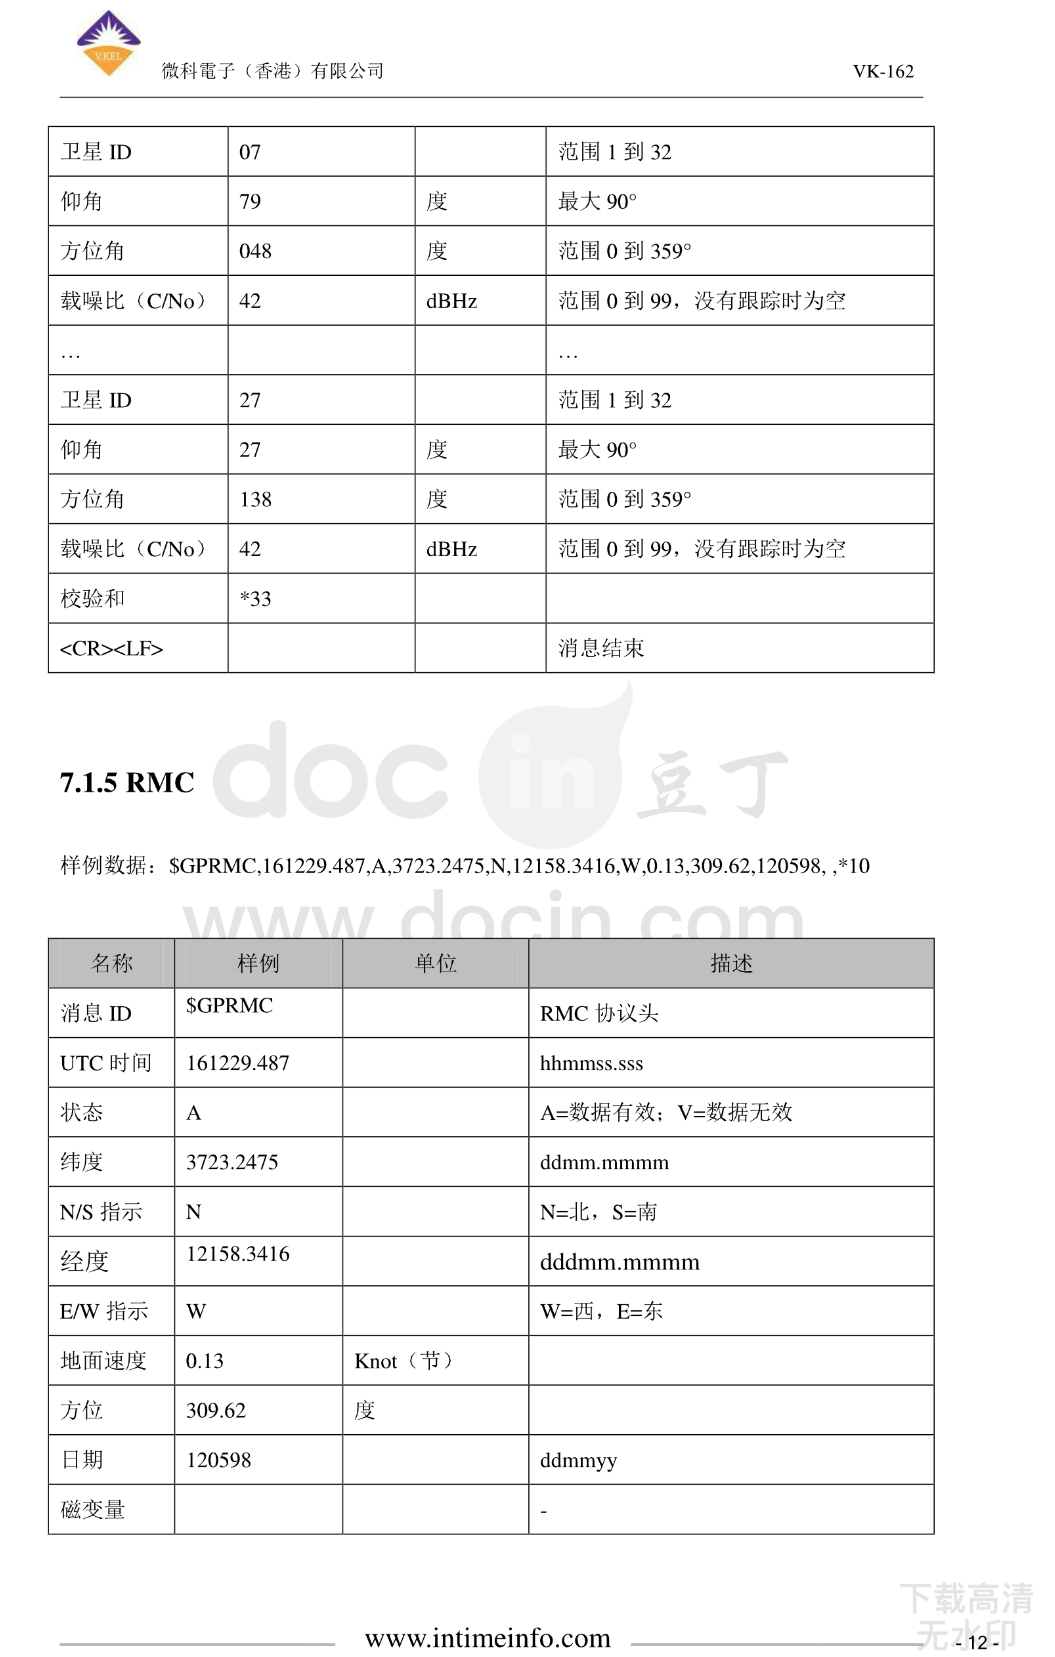 V.KEL
微科電子（香港）有限公司 VK-162
卫星 ID 07 范围 1 到 32
仰角 79 度 最大 90°
方位角 048 度 范围 0 到 359°
载噪比（C/No） 42 dBHz 范围 0 到 99，没有跟踪时为空
… …
卫星 ID 27 范围 1 到 32
仰角 27 度 最大 90°
方位角 138 度 范围 0 到 359°
载噪比（C/No） 42 dBHz 范围 0 到 99，没有跟踪时为空
校验和 *33
<CR><LF> 消息结束
doc in 豆丁
7.1.5 RMC
样例数据：$GPRMC,161229.487,A,3723.2475,N,12158.3416,W,0.13,309.62,120598, ,*10
www.docin.com
名称 样例 单位 描述
消息 ID $GPRMC RMC 协议头
UTC 时间 161229.487 hhmmss.sss
状态 A A=数据有效；V=数据无效
纬度 3723.2475 ddmm.mmmm
N/S 指示 N N=北，S=南
经度 12158.3416 dddmm.mmmm
E/W 指示 W W=西，E=东
地面速度 0.13 Knot（节）
方位 309.62 度
日期 120598 ddmmyy
磁变量 -
下载高清
无水印
www.intimeinfo.com - 12 -